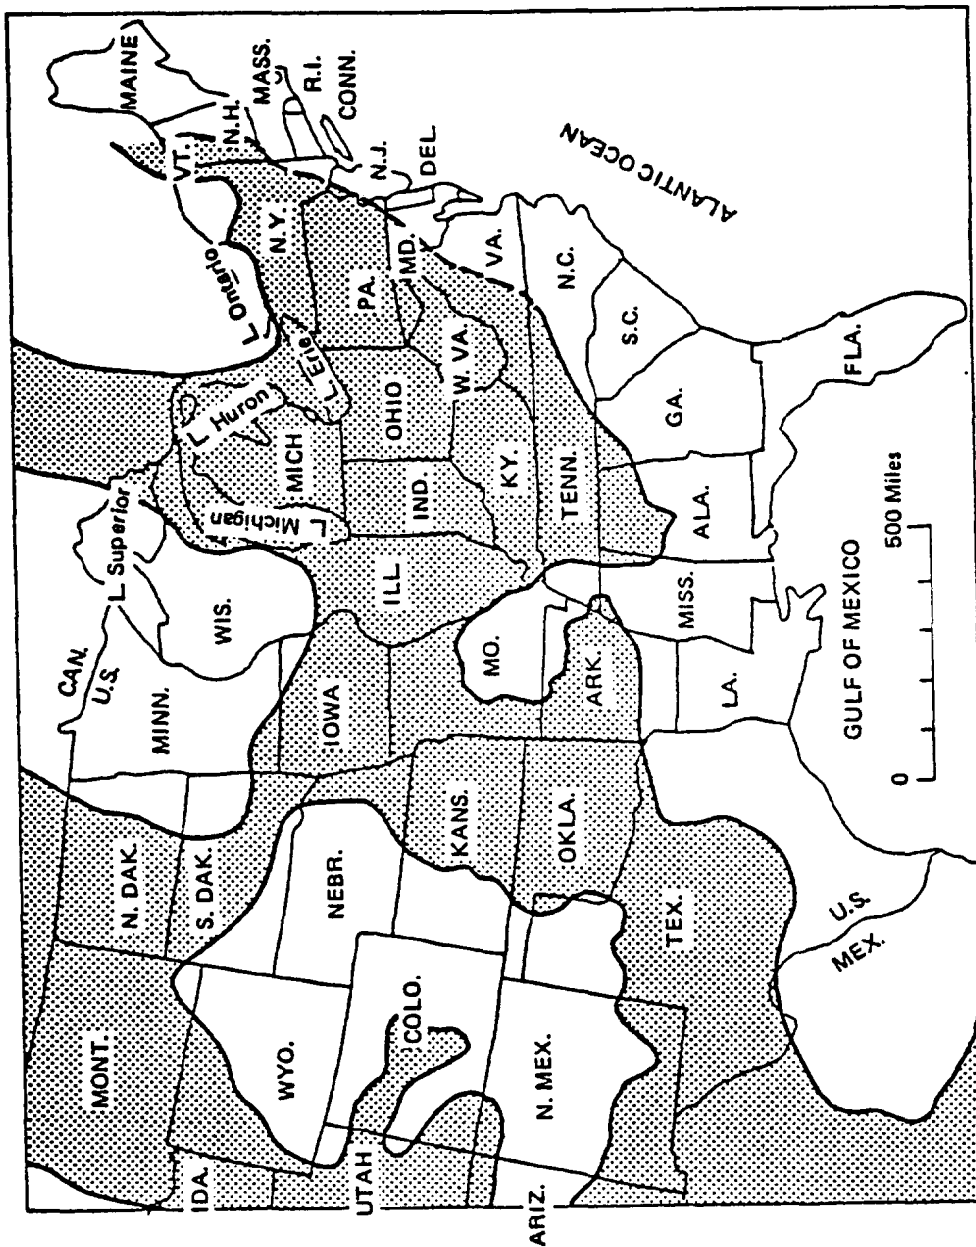 MAINE
VT.
N.H.
MASS.
R.I.
CONN.
N.Y.
L. Ontario
N.J.
PA.
DEL.
MD.
L. Erie
L Huron
L Superior
L Michigan
MICH
OHIO
W. VA.
VA.
IND.
KY.
N.C.
TENN.
S.C.
GA.
ALA.
FLA.
ALANTIC OCEAN
CAN.
U.S.
MINN.
WIS.
ILL.
IOWA
MO.
ARK.
MISS.
LA.
MONT.
N. DAK.
S. DAK.
NEBR.
KANS.
OKLA.
TEX.
WYO.
COLO.
N. MEX.
IDA.
UTAH
ARIZ.
U.S.
MEX.
GULF OF MEXICO
0 500 Miles